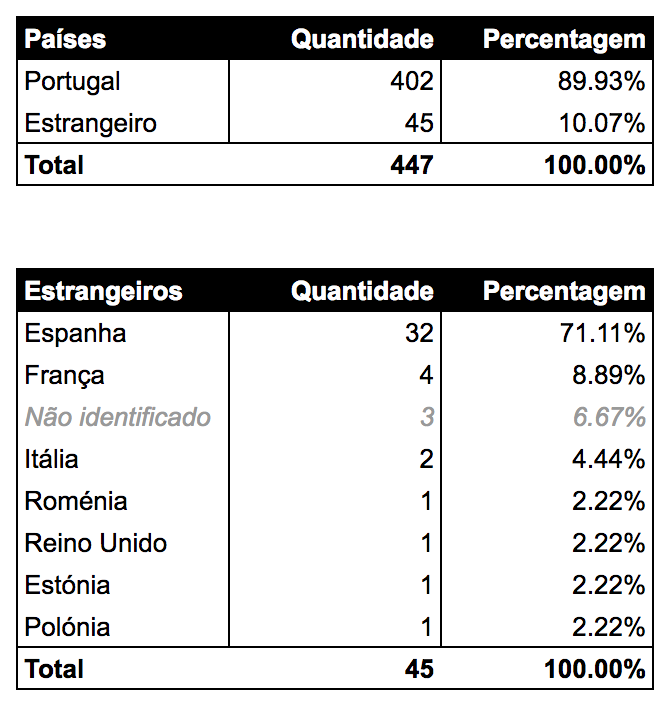 Países Quantidade Percentagem
Portugal 402 89.93%
Estrangeiro 45 10.07%
Total 447 100.00%
Estrangeiros Quantidade Percentagem
Espanha 32 71.11%
França 4 8.89%
Não identificado 3 6.67%
Itália 2 4.44%
Roménia 1 2.22%
Reino Unido 1 2.22%
Estónia 1 2.22%
Polónia 1 2.22%
Total 45 100.00%